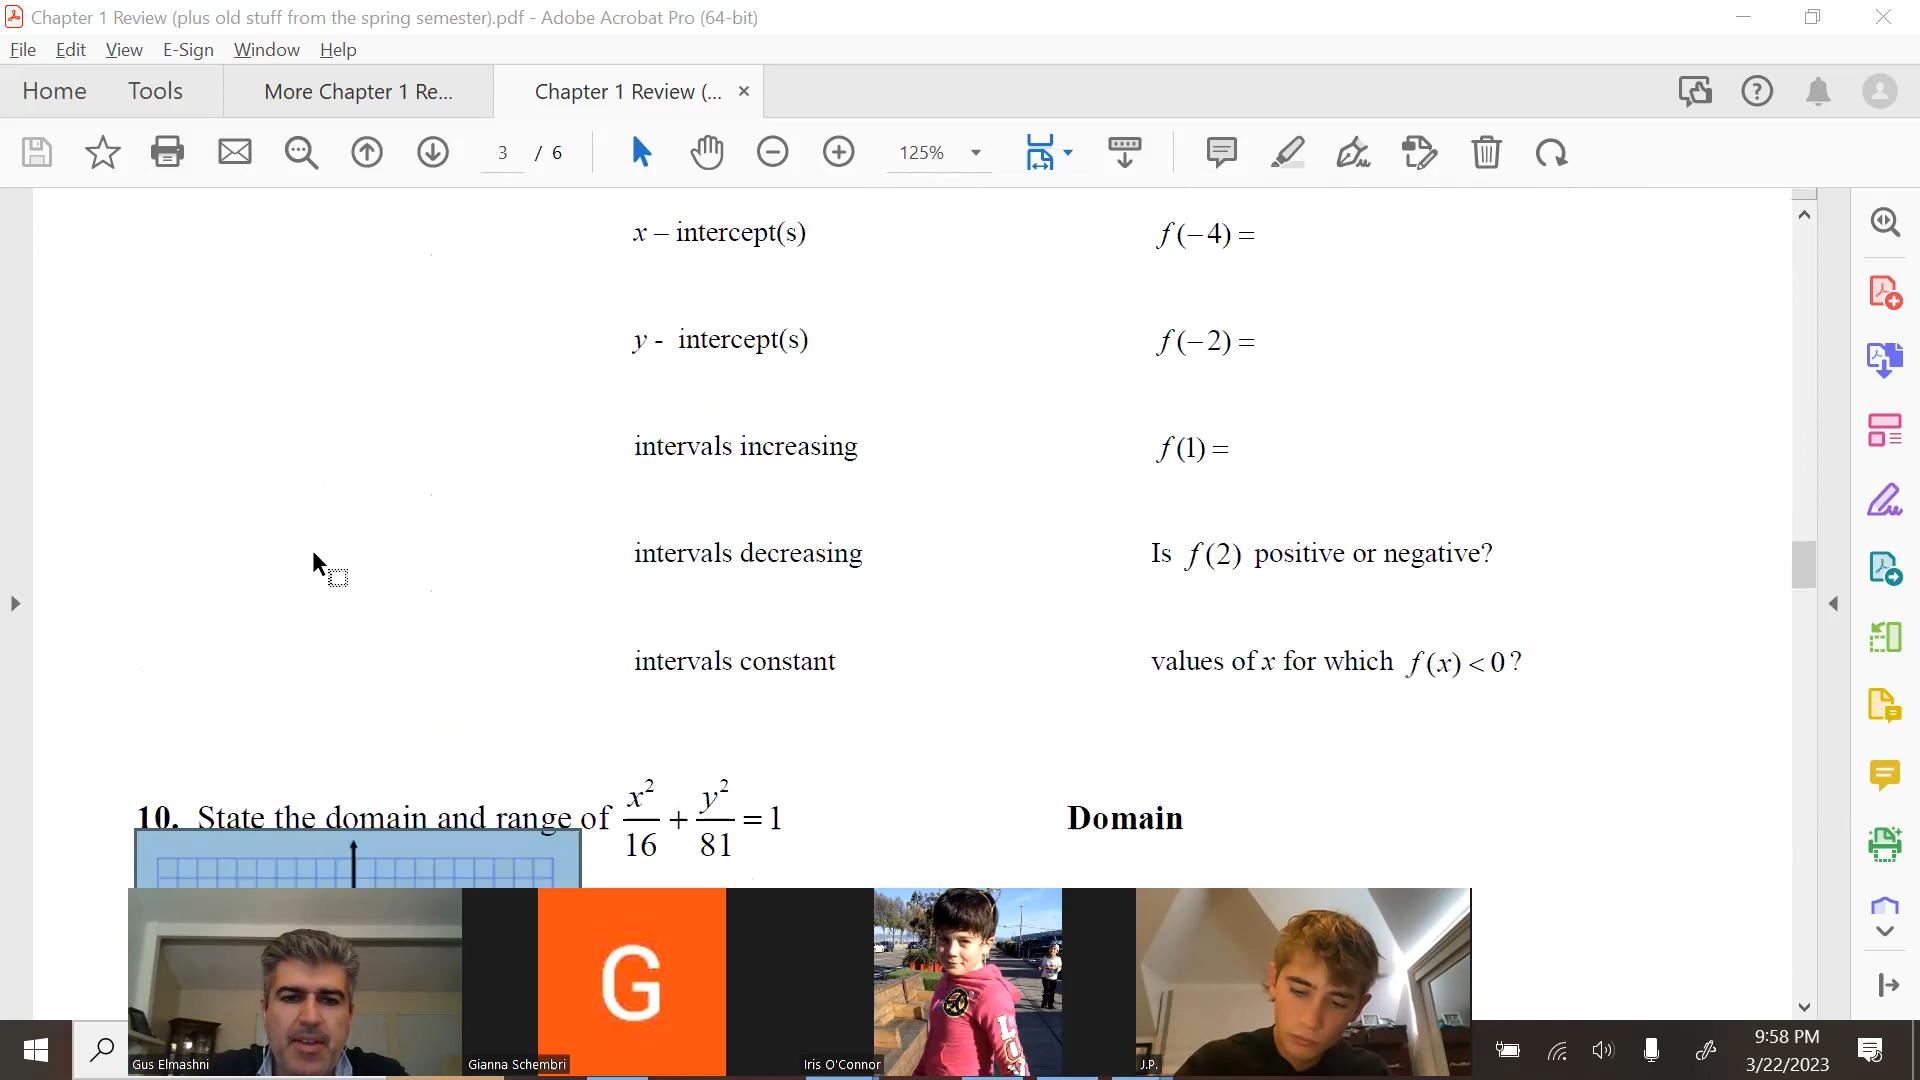 Chapter 1 Review (plus old stuff from the spring semester).pdf - Adobe Acrobat Pro (64-bit)
File Edit View E-Sign Window Help
Home Tools More Chapter 1 Re... Chapter 1 Review (... ×
3 / 6 125%
x – intercept(s) f(−4) =
y - intercept(s) f(−2) =
intervals increasing f(1) =
intervals decreasing Is f(2) positive or negative?
intervals constant values of x for which f(x) < 0?
10. State the domain and range of x²/16 + y²/81 = 1 Domain
G
Gus Elmashni Gianna Schembri Iris O'Connor J.P.
9:58 PM
3/22/2023